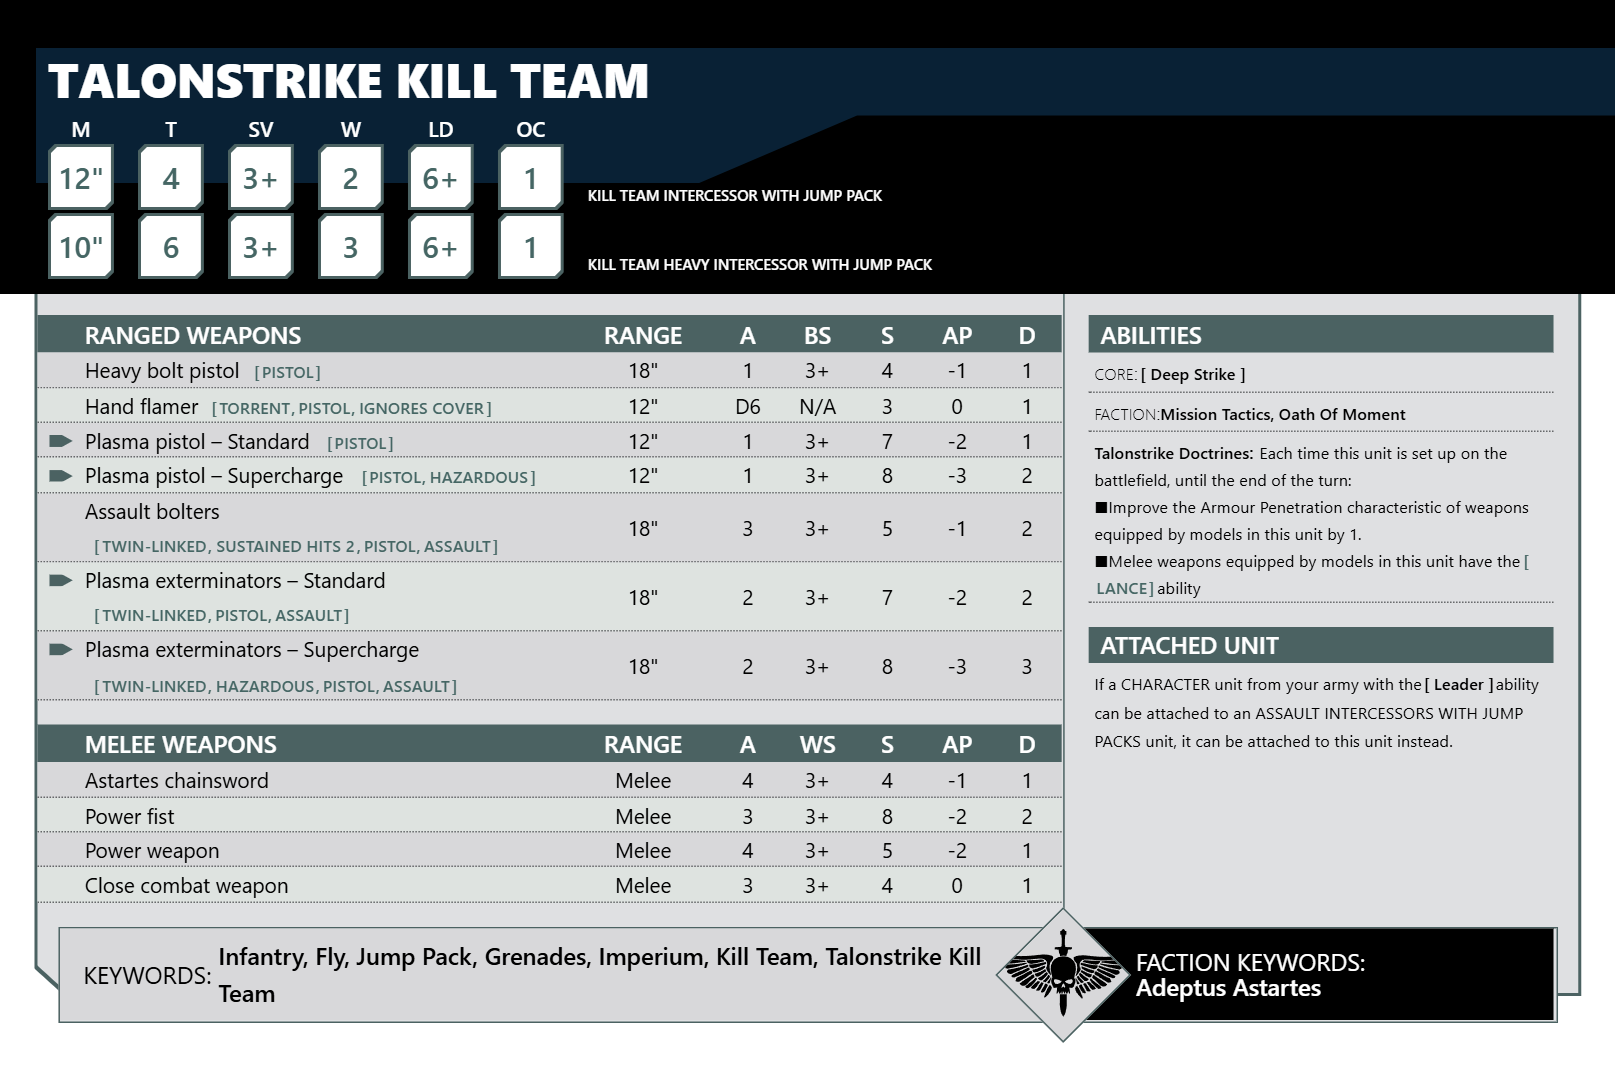 TALONSTRIKE KILL TEAM
M T SV W LD OC
12" 4 3+ 2 6+ 1 KILL TEAM INTERCESSOR WITH JUMP PACK
10" 6 3+ 3 6+ 1 KILL TEAM HEAVY INTERCESSOR WITH JUMP PACK
RANGED WEAPONS RANGE A BS S AP D
Heavy bolt pistol [PISTOL] 18" 1 3+ 4 -1 1
Hand flamer [TORRENT, PISTOL, IGNORES COVER] 12" D6 N/A 3 0 1
Plasma pistol – Standard [PISTOL] 12" 1 3+ 7 -2 1
Plasma pistol – Supercharge [PISTOL, HAZARDOUS] 12" 1 3+ 8 -3 2
Assault bolters
[TWIN-LINKED, SUSTAINED HITS 2, PISTOL, ASSAULT] 18" 3 3+ 5 -1 2
Plasma exterminators – Standard
[TWIN-LINKED, PISTOL, ASSAULT] 18" 2 3+ 7 -2 2
Plasma exterminators – Supercharge
[TWIN-LINKED, HAZARDOUS, PISTOL, ASSAULT] 18" 2 3+ 8 -3 3
MELEE WEAPONS RANGE A WS S AP D
Astartes chainsword Melee 4 3+ 4 -1 1
Power fist Melee 3 3+ 8 -2 2
Power weapon Melee 4 3+ 5 -2 1
Close combat weapon Melee 3 3+ 4 0 1
ABILITIES
CORE: [ Deep Strike ]
FACTION:Mission Tactics, Oath Of Moment
Talonstrike Doctrines: Each time this unit is set up on the
battlefield, until the end of the turn:
■Improve the Armour Penetration characteristic of weapons
equipped by models in this unit by 1.
■Melee weapons equipped by models in this unit have the [
LANCE] ability
ATTACHED UNIT
If a CHARACTER unit from your army with the [ Leader ] ability
can be attached to an ASSAULT INTERCESSORS WITH JUMP
PACKS unit, it can be attached to this unit instead.
KEYWORDS: Infantry, Fly, Jump Pack, Grenades, Imperium, Kill Team, Talonstrike Kill
Team
FACTION KEYWORDS:
Adeptus Astartes